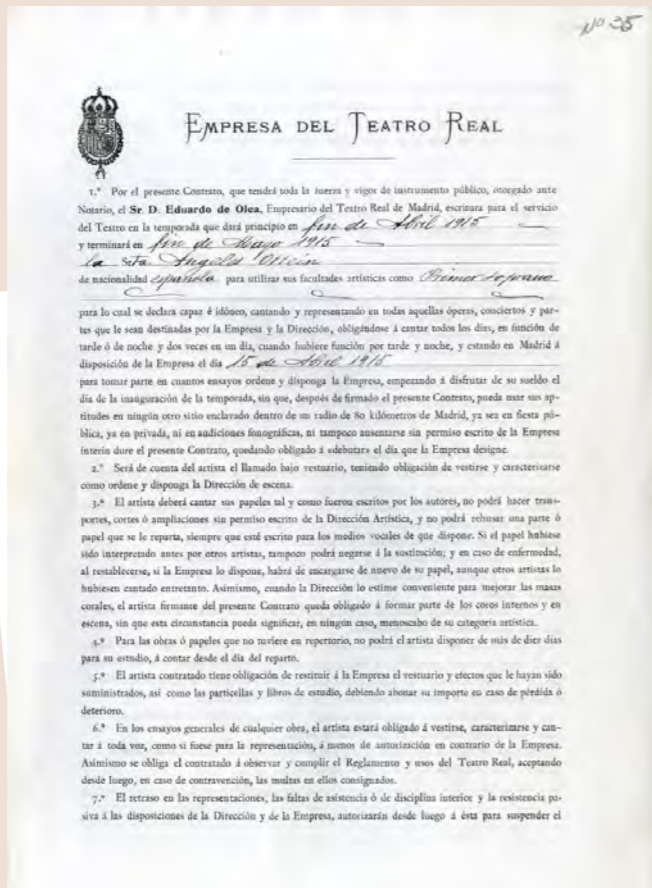 Nº 35
EMPRESA DEL TEATRO REAL
1.º Por el presente Contrato, que tendrá toda la fuerza y vigor de instrumento público, otorgado ante
Notario, el Sr. D. Eduardo de Olea, Empresario del Teatro Real de Madrid, escritura para el servicio
del Teatro en la temporada que dará principio en fin de Abril 1915
y terminará en fin de Mayo 1915
la Srta. Angeles Ottein
de nacionalidad española para utilizar sus facultades artísticas como Primer soprano
para lo cual se declara capaz é idóneo, cantando y representando en todas aquellas óperas, conciertos y par-
tes que le sean destinadas por la Empresa y la Dirección, obligándose á cantar todos los días, en función de
tarde ó de noche y dos veces en un día, cuando hubiere función por tarde y noche, y estando en Madrid á
disposición de la Empresa el día 15 de Abril 1915
para tomar parte en cuantos ensayos ordene y disponga la Empresa, empezando á disfrutar de su sueldo el
día de la inauguración de la temporada, sin que, después de firmado el presente Contrato, pueda usar sus ap-
titudes en ningún otro sitio enclavado dentro de un radio de 80 kilómetros de Madrid, ya sea en fiesta pú-
blica, ya en privada, ni en audiciones fonográficas, ni tampoco ausentarse sin permiso escrito de la Empresa
ínterin dure el presente Contrato, quedando obligado á «debutar» el día que la Empresa designe.
2.º Será de cuenta del artista el llamado bajo vestuario, teniendo obligación de vestirse y caracterizarse
como ordene y disponga la Dirección de escena.
3.º El artista deberá cantar sus papeles tal y como fueron escritos por los autores, no podrá hacer trans-
portes, cortes ó ampliaciones sin permiso escrito de la Dirección Artística, y no podrá rehusar una parte ó
papel que se le reparta, siempre que esté escrito para los medios vocales de que dispone. Si el papel hubiese
sido interpretado antes por otros artistas, tampoco podrá negarse á la sustitución; y en caso de enfermedad,
al restablecerse, si la Empresa lo dispone, habrá de encargarse de nuevo de su papel, aunque otros artistas lo
hubiesen cantado entretanto. Asimismo, cuando la Dirección lo estime conveniente para mejorar las masas
corales, el artista firmante del presente Contrato queda obligado á formar parte de los coros internos y en
escena, sin que esta circunstancia pueda significar, en ningún caso, menoscabo de su categoría artística.
4.º Para las obras ó papeles que no tuviere en repertorio, no podrá el artista disponer de más de diez días
para su estudio, á contar desde el día del reparto.
5.º El artista contratado tiene obligación de restituir á la Empresa el vestuario y efectos que le hayan sido
suministrados, así como las particellas y libros de estudio, debiendo abonar su importe en caso de pérdida ó
deterioro.
6.º En los ensayos generales de cualquier obra, el artista estará obligado á vestirse, caracterizarse y can-
tar á toda voz, como si fuese para la representación, á menos de autorización en contrario de la Empresa.
Asimismo se obliga el contratado á observar y cumplir el Reglamento y usos del Teatro Real, aceptando
desde luego, en caso de contravención, las multas en ellos consignados.
7.º El retraso en las representaciones, las faltas de asistencia ó de disciplina interior y la resistencia pa-
siva á las disposiciones de la Dirección y de la Empresa, autorizarán desde luego á ésta para suspender el